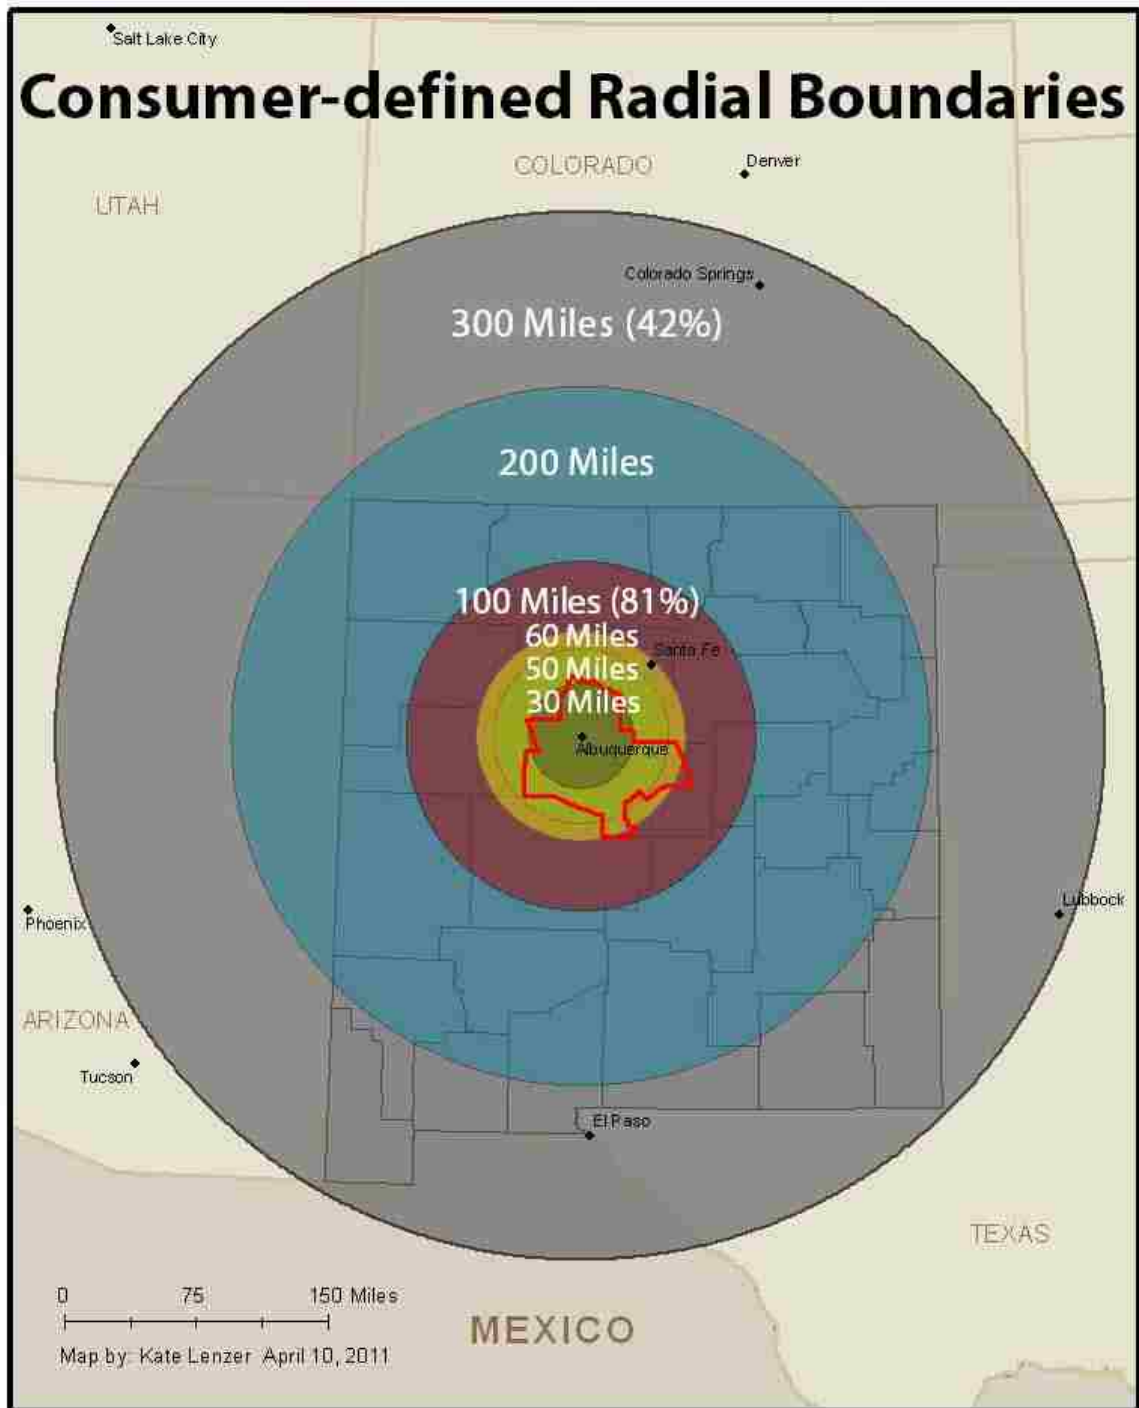 Salt Lake City
Consumer-defined Radial Boundaries
COLORADO
Denver
UTAH
Colorado Springs
300 Miles (42%)
200 Miles
100 Miles (81%)
60 Miles
Santa Fe
50 Miles
30 Miles
Albuquerque
Lubbock
Phoenix
ARIZONA
Tucson
El Paso
TEXAS
0 75 150 Miles
MEXICO
Map by: Kate Lenzer April 10, 2011